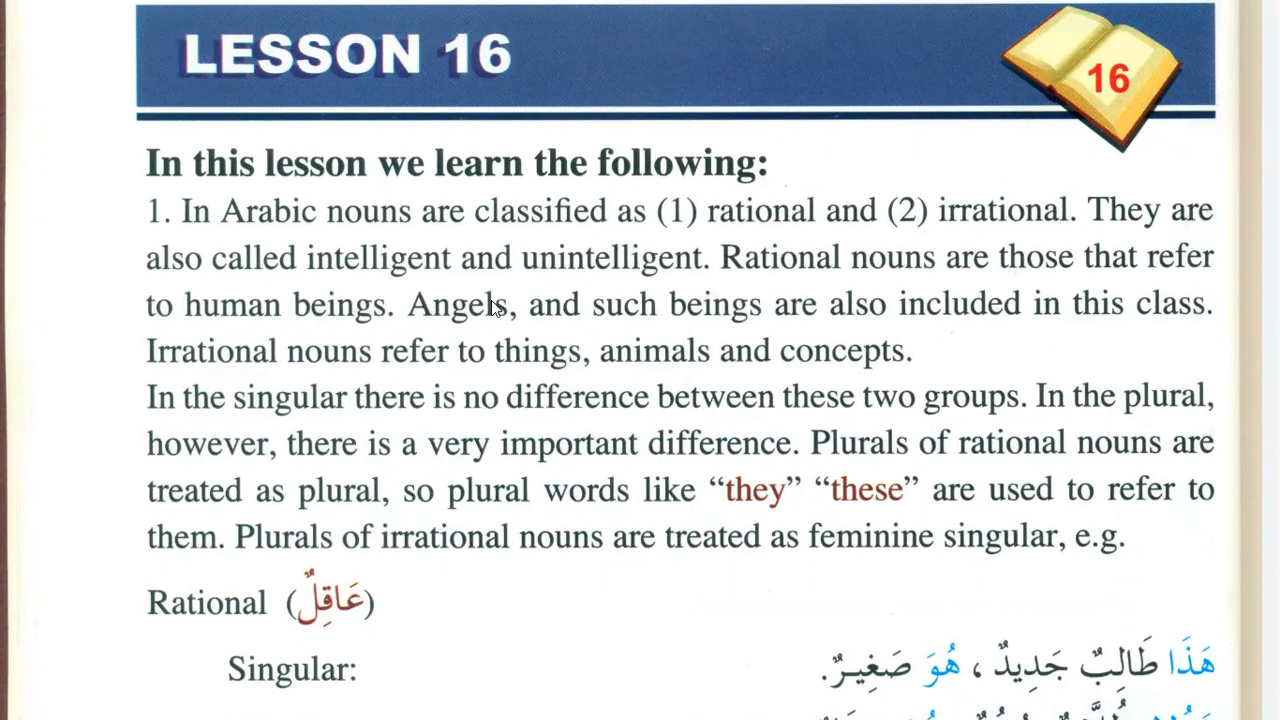 LESSON 16
16
In this lesson we learn the following:
1. In Arabic nouns are classified as (1) rational and (2) irrational. They are
also called intelligent and unintelligent. Rational nouns are those that refer
to human beings. Angels, and such beings are also included in this class.
Irrational nouns refer to things, animals and concepts.
In the singular there is no difference between these two groups. In the plural,
however, there is a very important difference. Plurals of rational nouns are
treated as plural, so plural words like “they” “these” are used to refer to
them. Plurals of irrational nouns are treated as feminine singular, e.g.
Rational (عَاقِلٌ)
Singular: هَذَا طَالِبٌ جَدِيدٌ ، هُوَ صَغِيرٌ.